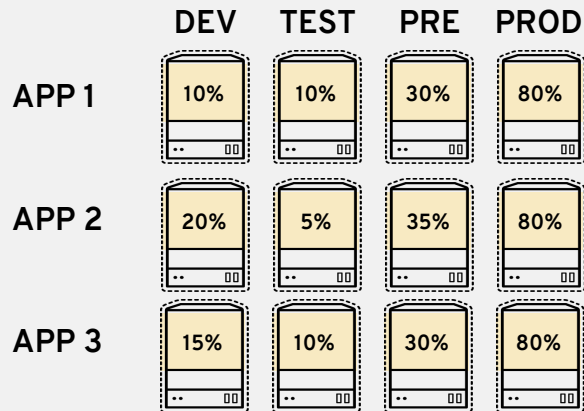 DEV TEST PRE PROD
APP 1 10% 10% 30% 80%
APP 2 20% 5% 35% 80%
APP 3 15% 10% 30% 80%